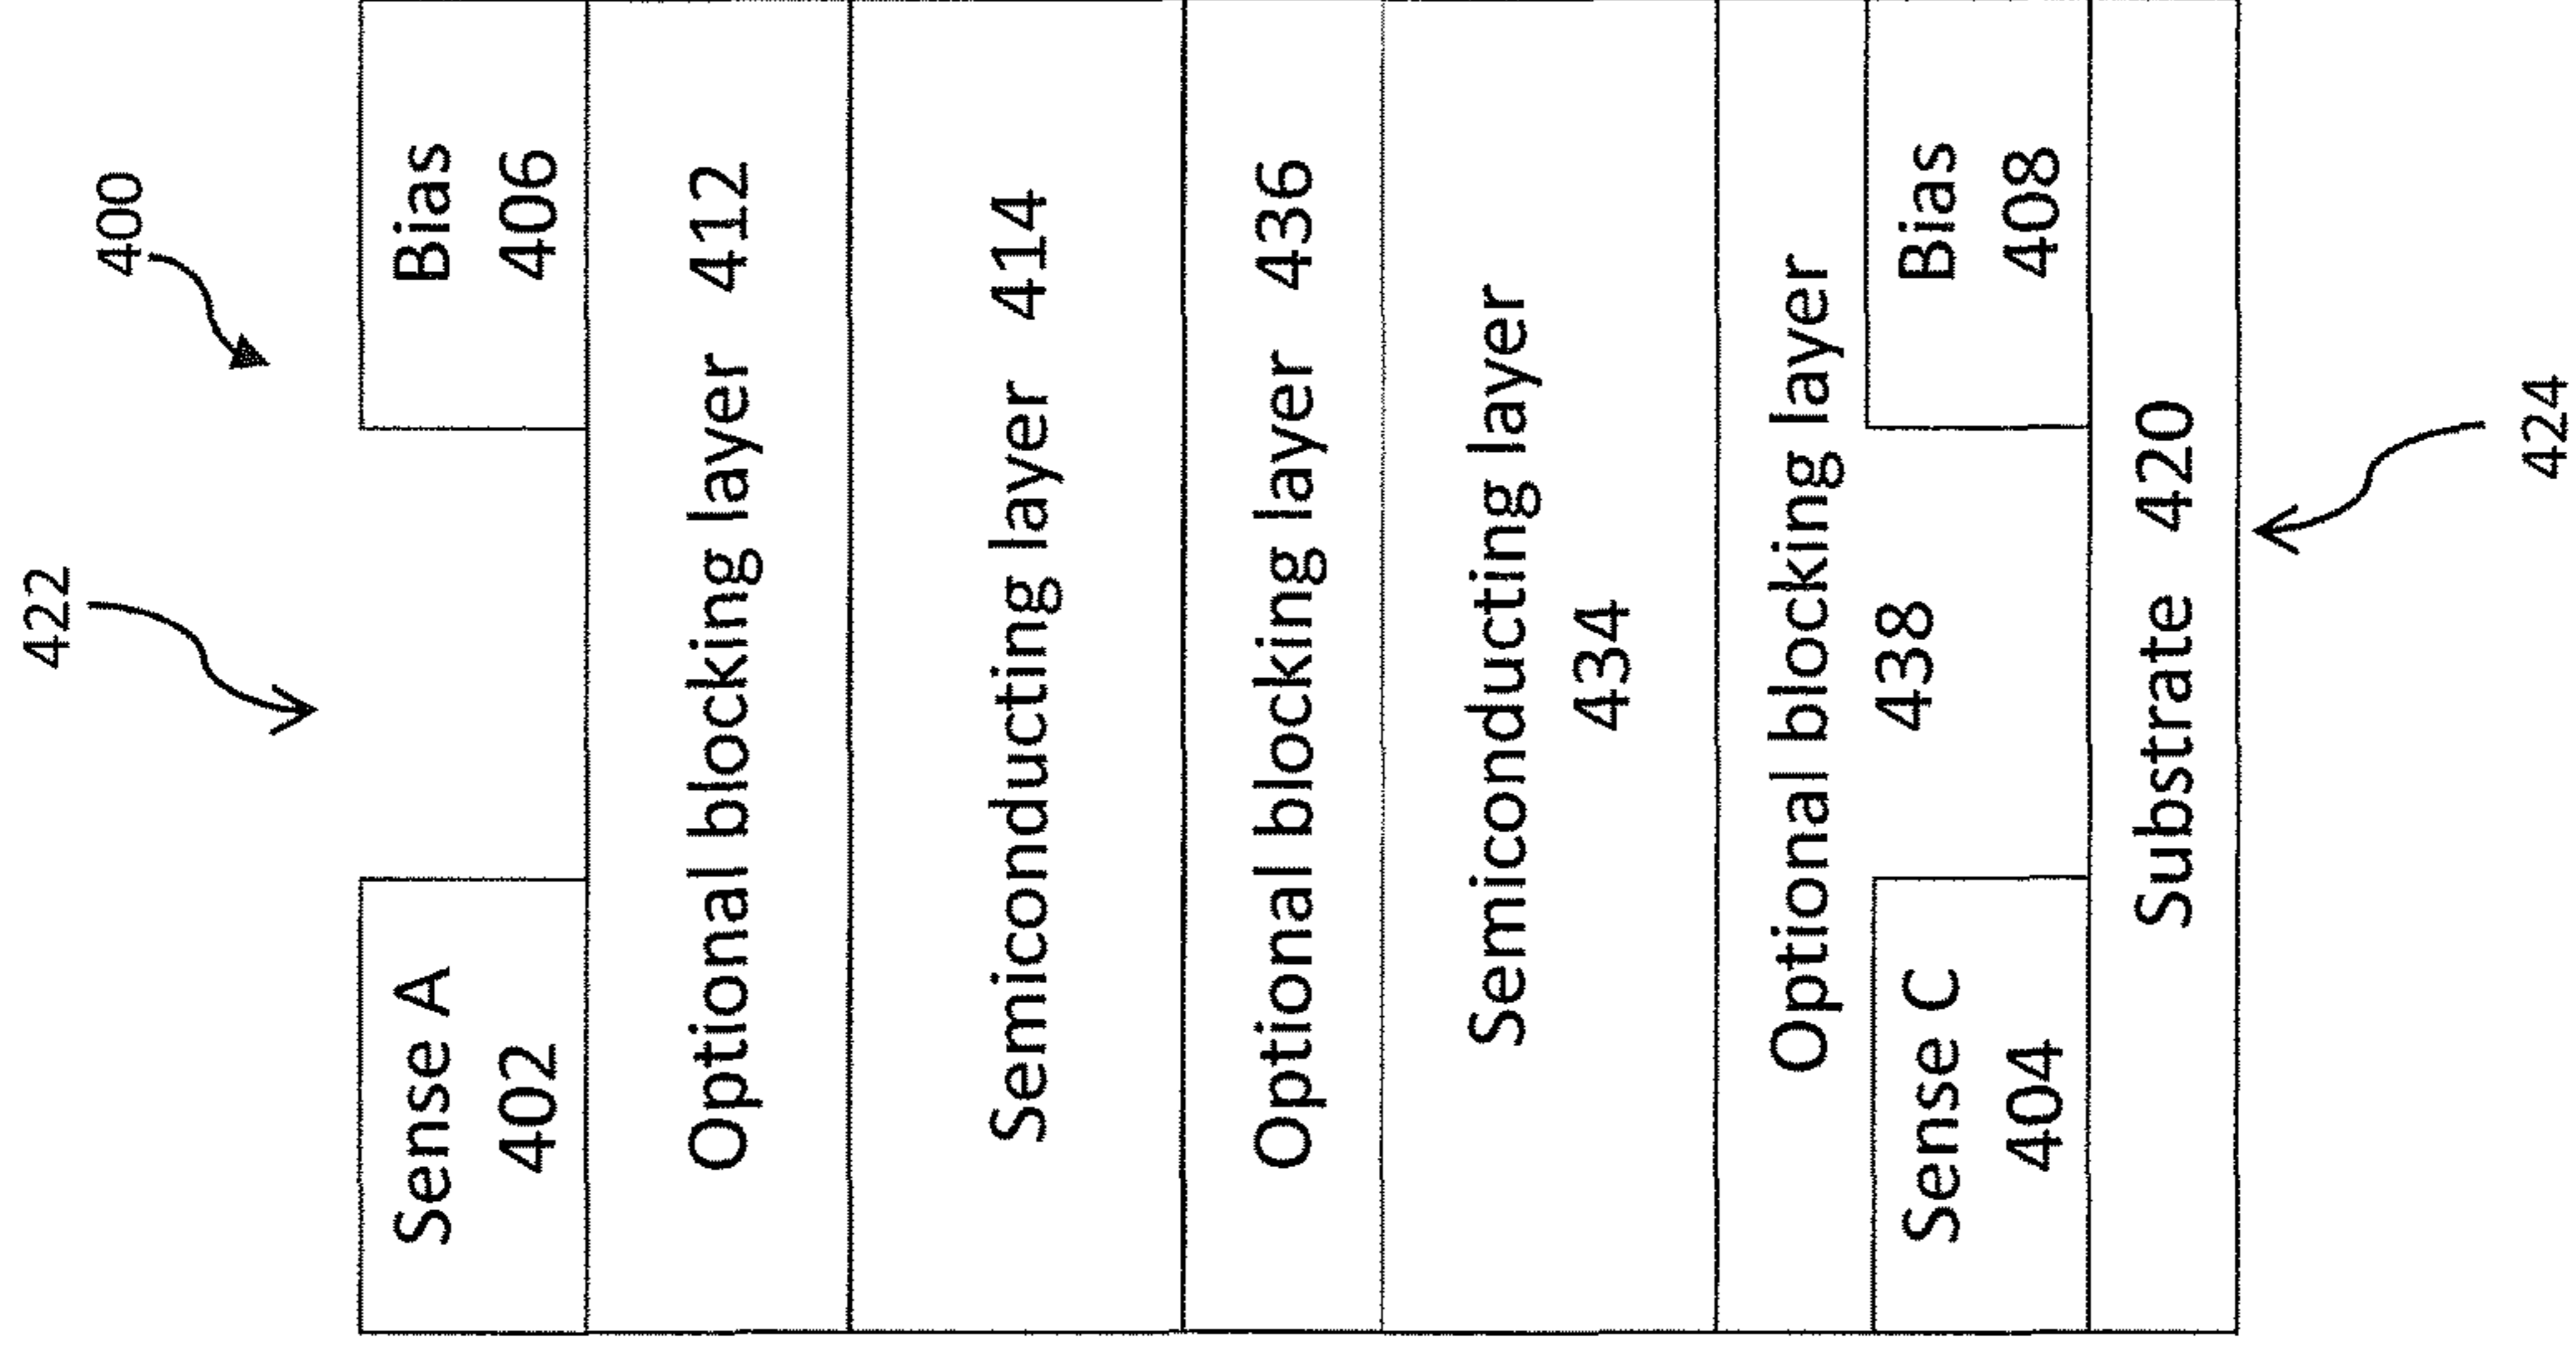 400
422
Sense A
402
Bias
406
Optional blocking layer 412
Semiconducting layer 414
Optional blocking layer 436
Semiconducting layer
434
Optional blocking layer
438
Sense C
404
Bias
408
Substrate 420
424